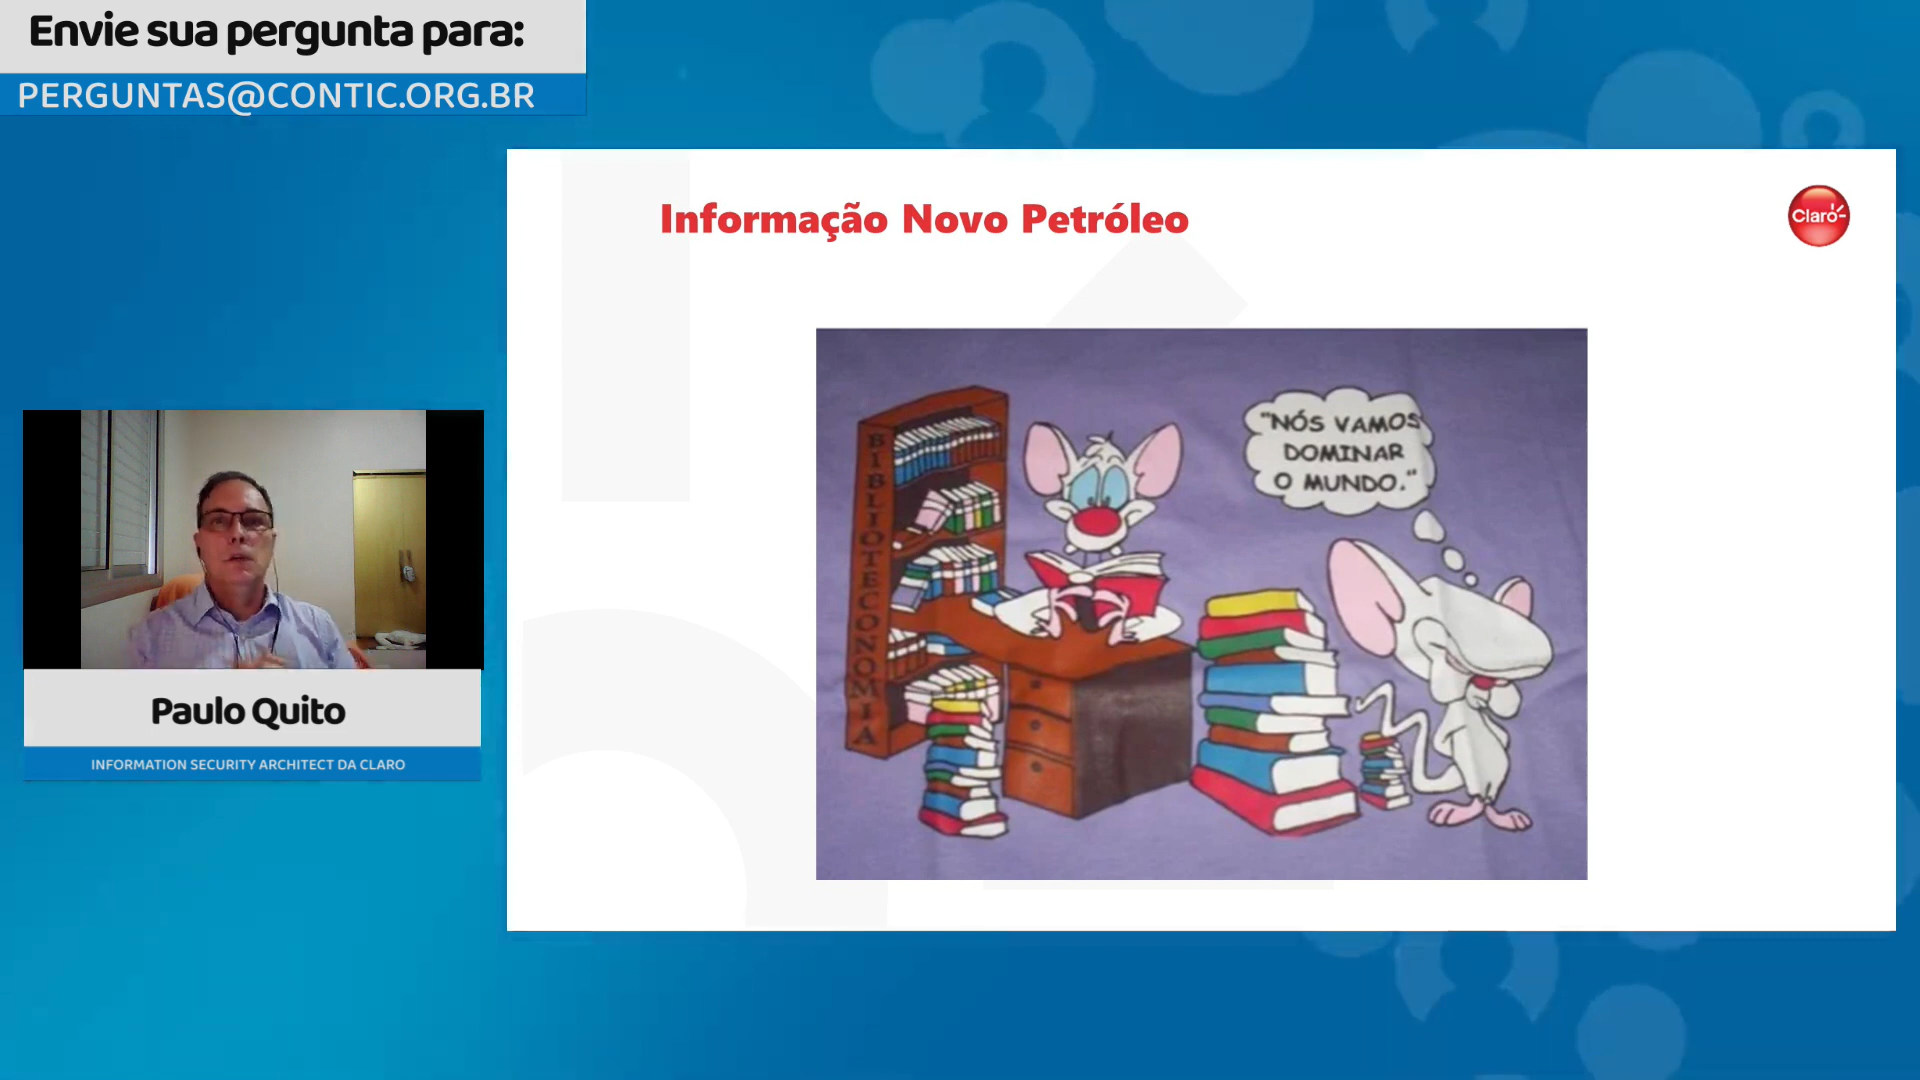 Envie sua pergunta para:
PERGUNTAS@CONTIC.ORG.BR
Informação Novo Petróleo
Claro
BIBLIOTECONOMIA
"NÓS VAMOS
DOMINAR
O MUNDO."
Paulo Quito
INFORMATION SECURITY ARCHITECT DA CLARO